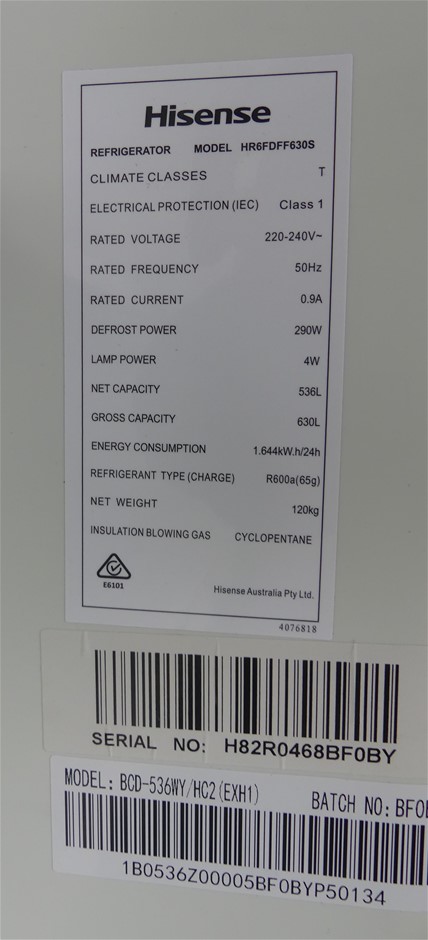 Hisense
REFRIGERATOR MODEL HR6FDFF630S
CLIMATE CLASSES T
ELECTRICAL PROTECTION (IEC) Class 1
RATED VOLTAGE 220-240V~
RATED FREQUENCY 50Hz
RATED CURRENT 0.9A
DEFROST POWER 290W
LAMP POWER 4W
NET CAPACITY 536L
GROSS CAPACITY 630L
ENERGY CONSUMPTION 1.644kW.h/24h
REFRIGERANT TYPE (CHARGE) R600a(65g)
NET WEIGHT 120kg
INSULATION BLOWING GAS CYCLOPENTANE
E6101
Hisense Australia Pty Ltd.
4076818
SERIAL NO: H82R0468BF0BY
MODEL: BCD-536WY/HC2(EXH1) BATCH NO: BF0
1B0536Z00005BF0BYP50134